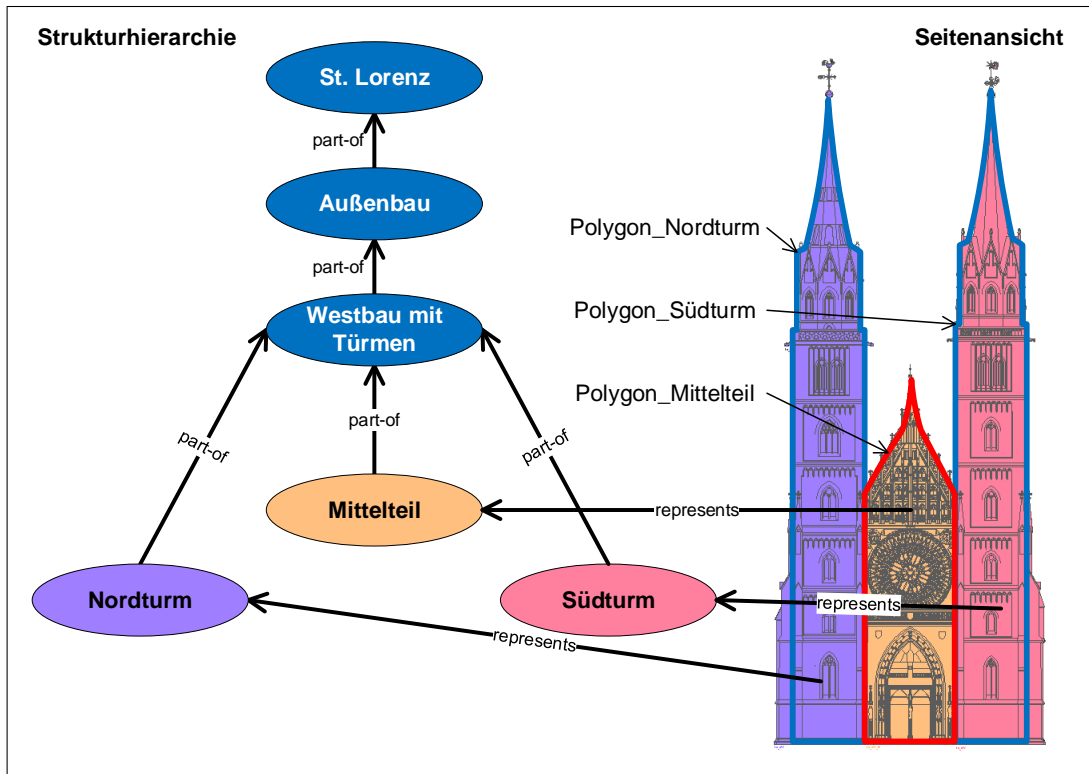 Strukturhierarchie
Seitenansicht
St. Lorenz
part-of
Außenbau
part-of
Polygon_Nordturm
Westbau mit
Türmen
Polygon_Südturm
Polygon_Mittelteil
part-of
part-of
part-of
Mittelteil
represents
Nordturm
Südturm
represents
represents